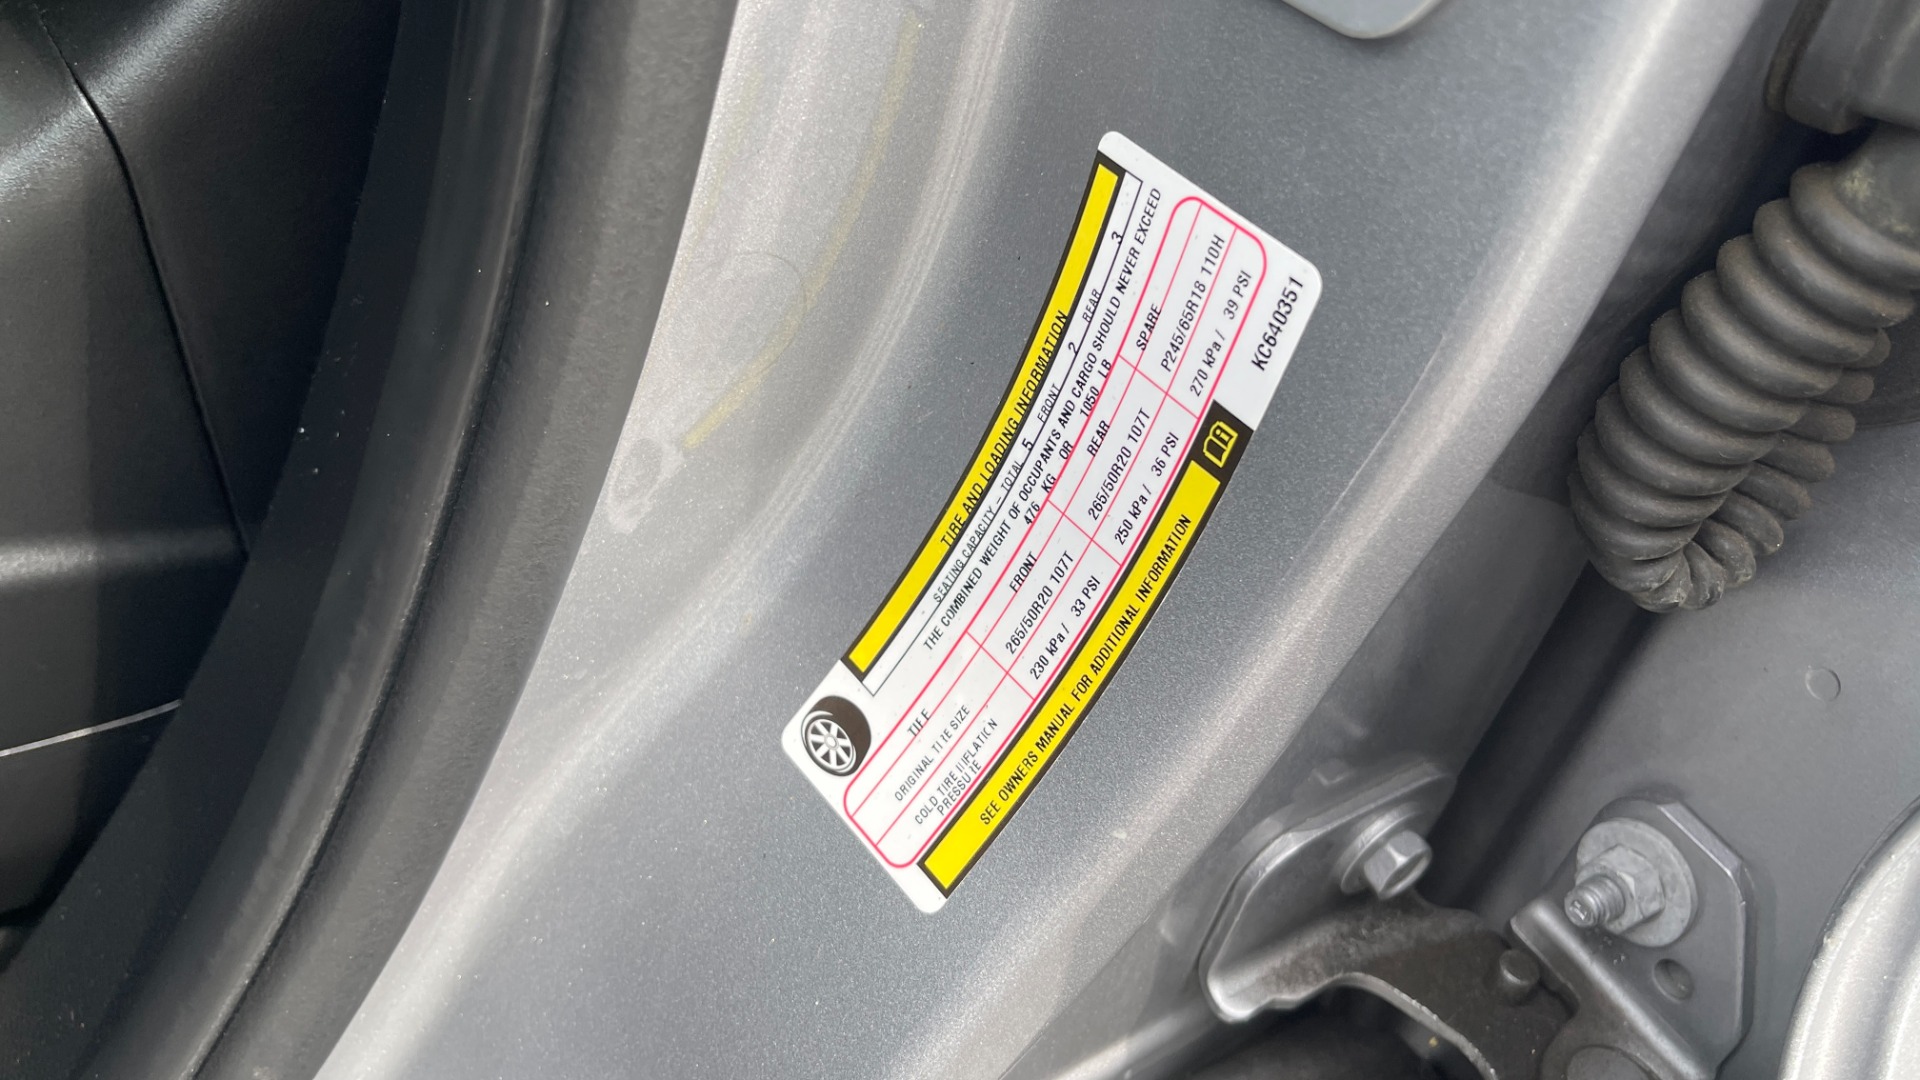 TIRE AND LOADING INFORMATION
SEATING CAPACITY – TOTAL 5 FRONT 2 REAR 3
THE COMBINED WEIGHT OF OCCUPANTS AND CARGO SHOULD NEVER EXCEED
476 KG OR 1050 LB
TIRE FRONT REAR SPARE
ORIGINAL TIRE SIZE 265/50R20 107T 265/50R20 107T P245/65R18 110H
COLD TIRE INFLATION PRESSURE 230 kPa / 33 PSI 250 kPa / 36 PSI 270 kPa / 39 PSI
SEE OWNERS MANUAL FOR ADDITIONAL INFORMATION
KC640351